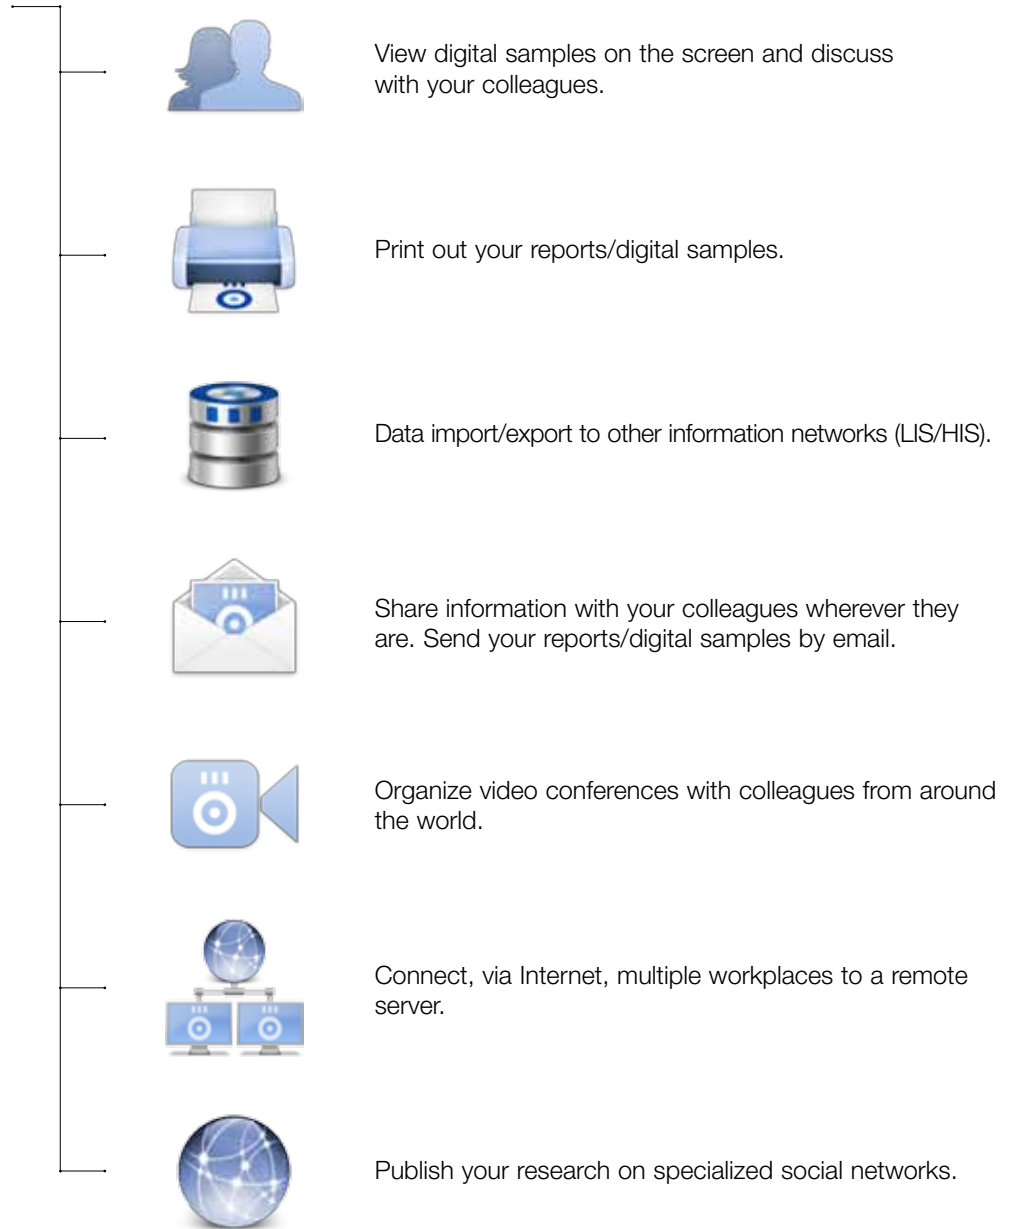 View digital samples on the screen and discuss
with your colleagues.
Print out your reports/digital samples.
Data import/export to other information networks (LIS/HIS).
Share information with your colleagues wherever they
are. Send your reports/digital samples by email.
Organize video conferences with colleagues from around
the world.
Connect, via Internet, multiple workplaces to a remote
server.
Publish your research on specialized social networks.